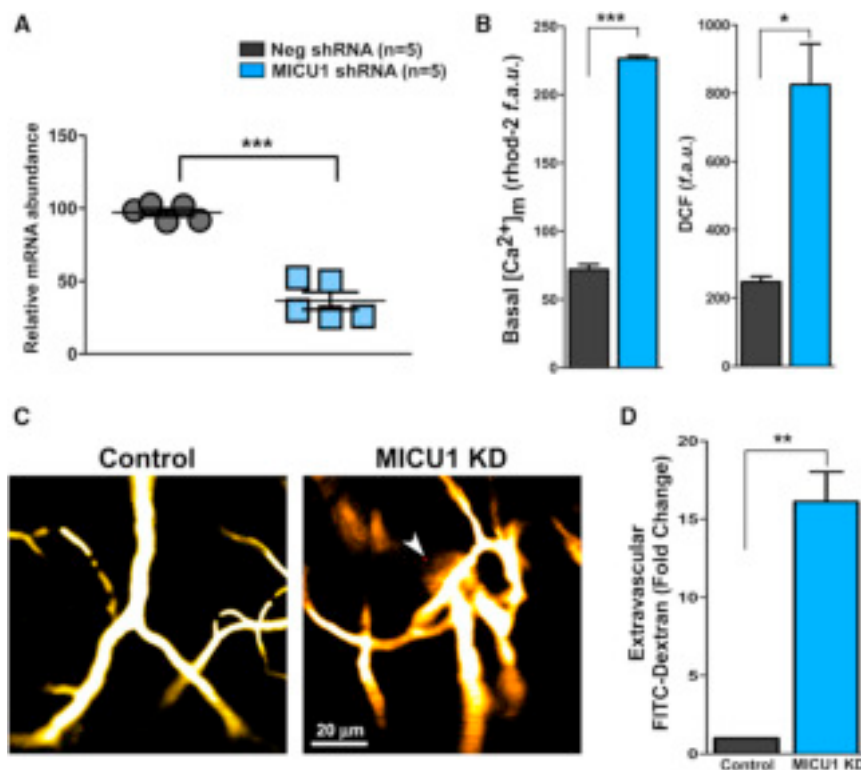 A
Neg shRNA (n=5)
MICU1 shRNA (n=5)
Relative mRNA abundance
150
100
50
0
***
B
Basal [Ca2+]m (rhod-2 f.a.u.)
250
200
150
100
50
0
***
DCF (f.a.u.)
1000
800
600
400
200
0
*
C
Control
MICU1 KD
20 µm
D
Extravascular
FITC-Dextran (Fold Change)
20
15
10
5
0
**
Control
MICU1 KD